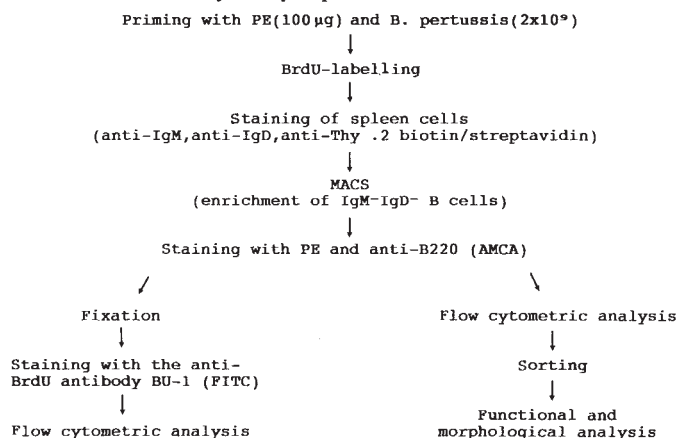 Priming with PE(100µg) and B. pertussis(2x10⁹)
BrdU-labelling
Staining of spleen cells
(anti-IgM,anti-IgD,anti-Thy .2 biotin/streptavidin)
MACS
(enrichment of IgM⁻IgD⁻ B cells)
Staining with PE and anti-B220 (AMCA)
Fixation
Staining with the anti-
BrdU antibody BU-1 (FITC)
Flow cytometric analysis
Flow cytometric analysis
Sorting
Functional and
morphological analysis